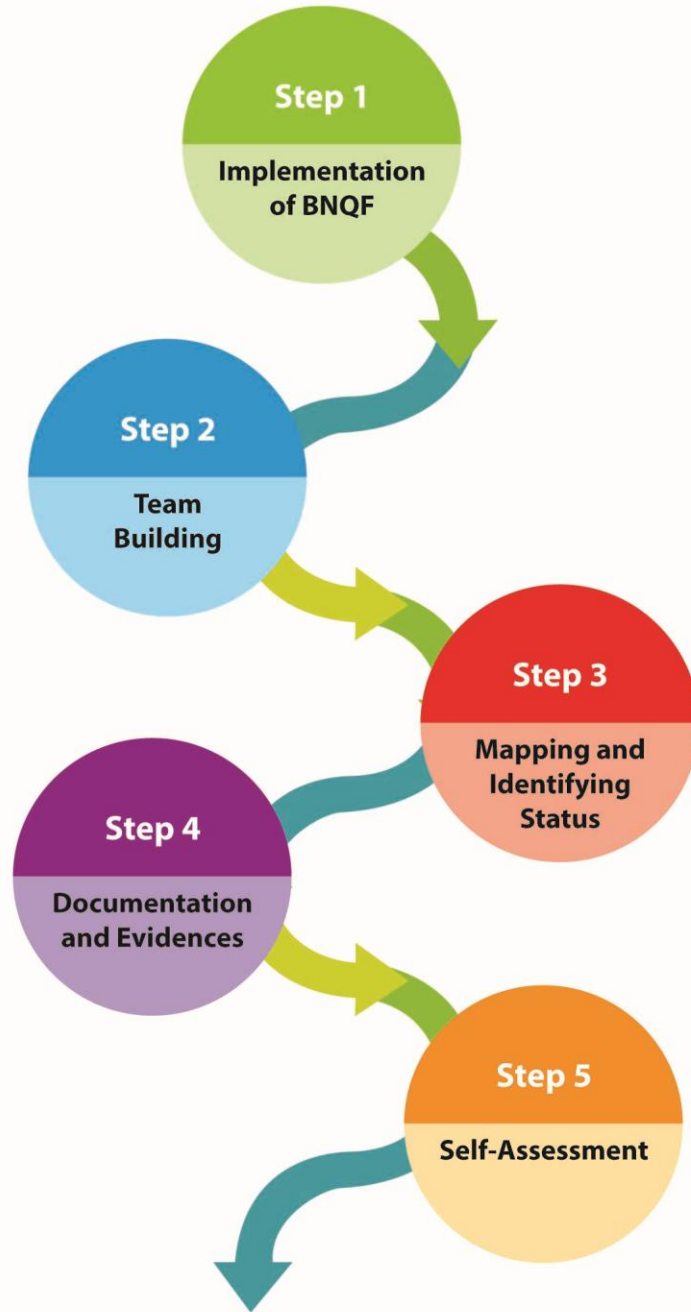 Step 1
Implementation
of BNQF
Step 2
Team
Building
Step 3
Mapping and
Identifying
Status
Step 4
Documentation
and Evidences
Step 5
Self-Assessment